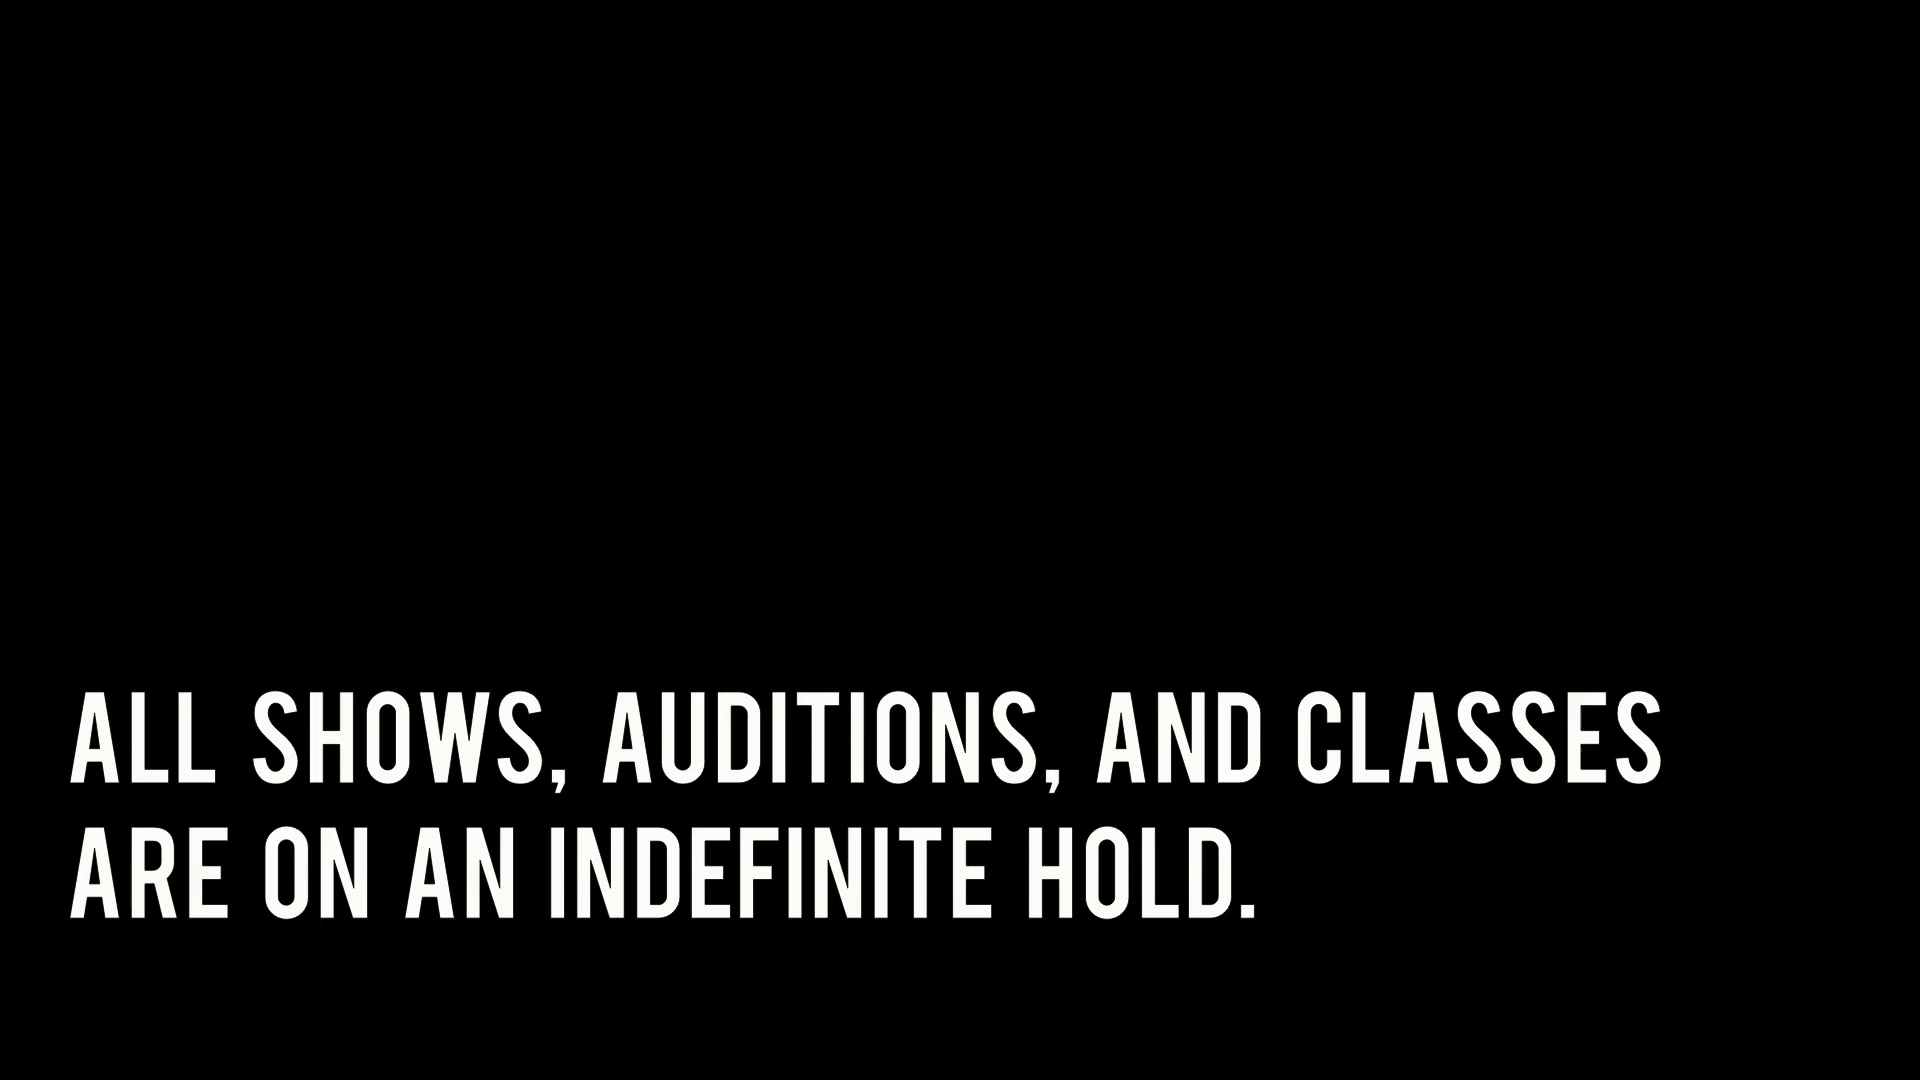 ALL SHOWS, AUDITIONS, AND CLASSES
ARE ON AN INDEFINITE HOLD.